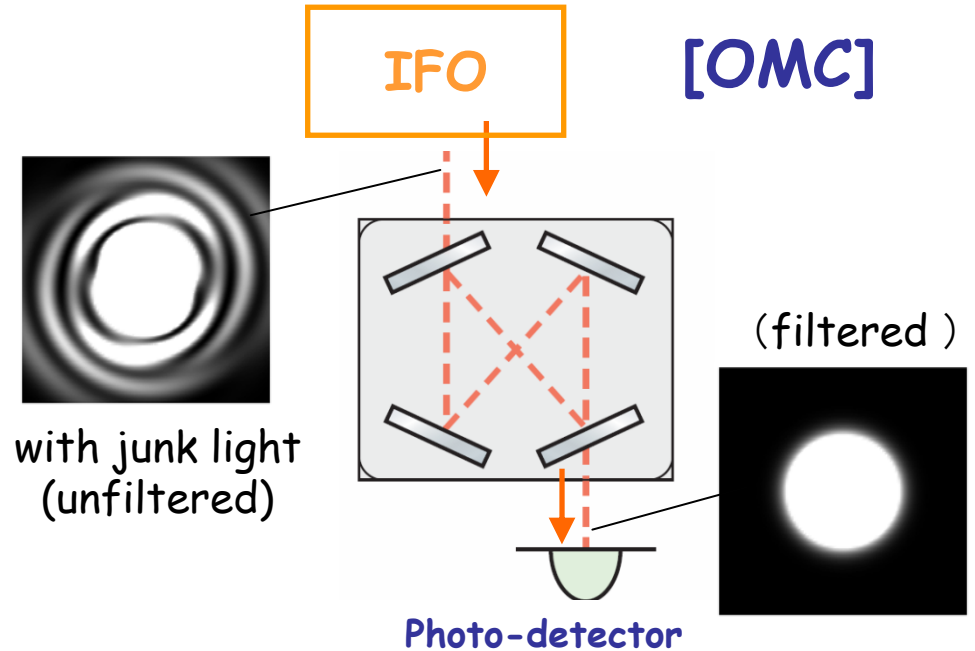 IFO
[OMC]
with junk light
(unfiltered)
（filtered ）
Photo-detector